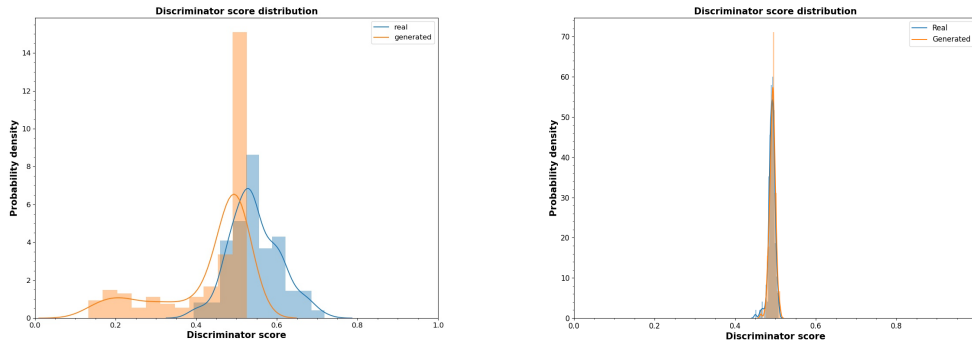 Discriminator score distribution
real
generated
14
12
10
8
6
4
2
0
0.0 0.2 0.4 0.6 0.8 1.0
Probability density
Discriminator score
Discriminator score distribution
Real
Generated
70
60
50
40
30
20
10
0
0.0 0.2 0.4 0.6 0.8
Probability density
Discriminator score